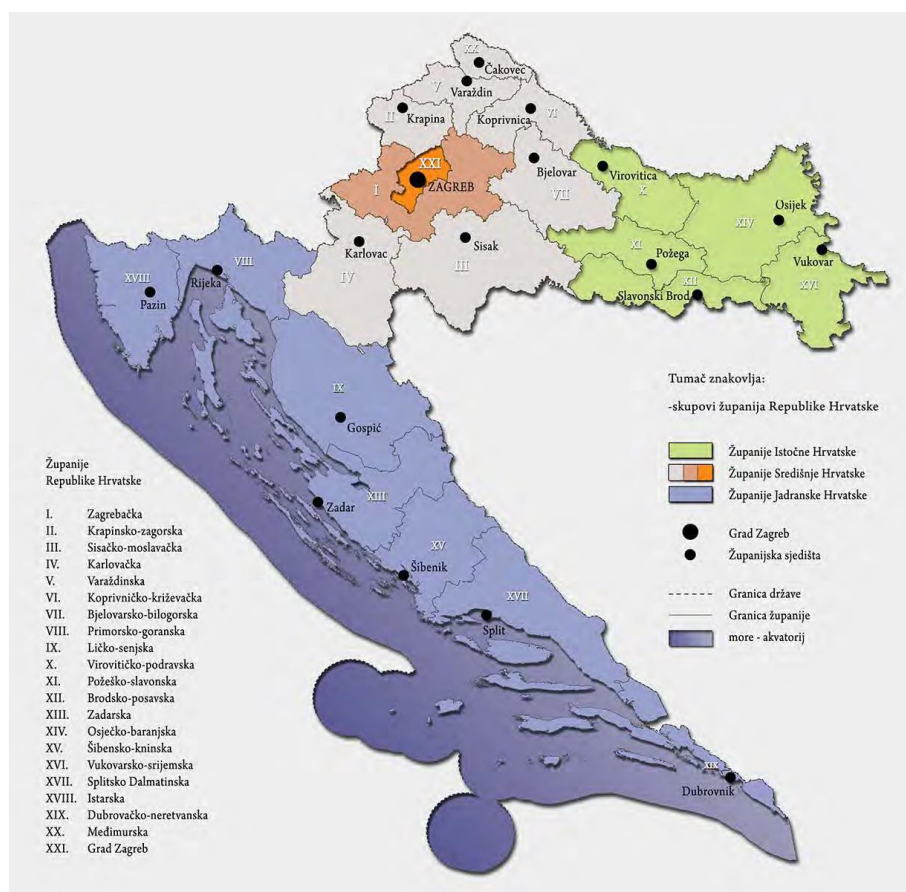 XX
Čakovec
V
Varaždin
II
Krapina
Koprivnica
VI
XXI
I
ZAGREB
Bjelovar
VII
Virovitica
X
Osijek
XIV
Karlovac
IV
Sisak
III
XI
Požega
Vukovar
XII
Slavonski Brod
XVI
XVIII
Pazin
Rijeka
VIII
IX
Gospić
Zadar
XIII
XV
Šibenik
XVII
Split
XIX
Dubrovnik
Tumač znakovlja:
-skupovi županija Republike Hrvatske
Županije Istočne Hrvatske
Županije Središnje Hrvatske
Županije Jadranske Hrvatske
Grad Zagreb
Županijska sjedišta
Granica države
Granica županije
more - akvatorij
Županije
Republike Hrvatske
I. Zagrebačka
II. Krapinsko-zagorska
III. Sisačko-moslavačka
IV. Karlovačka
V. Varaždinska
VI. Koprivničko-križevačka
VII. Bjelovarsko-bilogorska
VIII. Primorsko-goranska
IX. Ličko-senjska
X. Virovitičko-podravska
XI. Požeško-slavonska
XII. Brodsko-posavska
XIII. Zadarska
XIV. Osječko-baranjska
XV. Šibensko-kninska
XVI. Vukovarsko-srijemska
XVII. Splitsko Dalmatinska
XVIII. Istarska
XIX. Dubrovačko-neretvanska
XX. Međimurska
XXI. Grad Zagreb